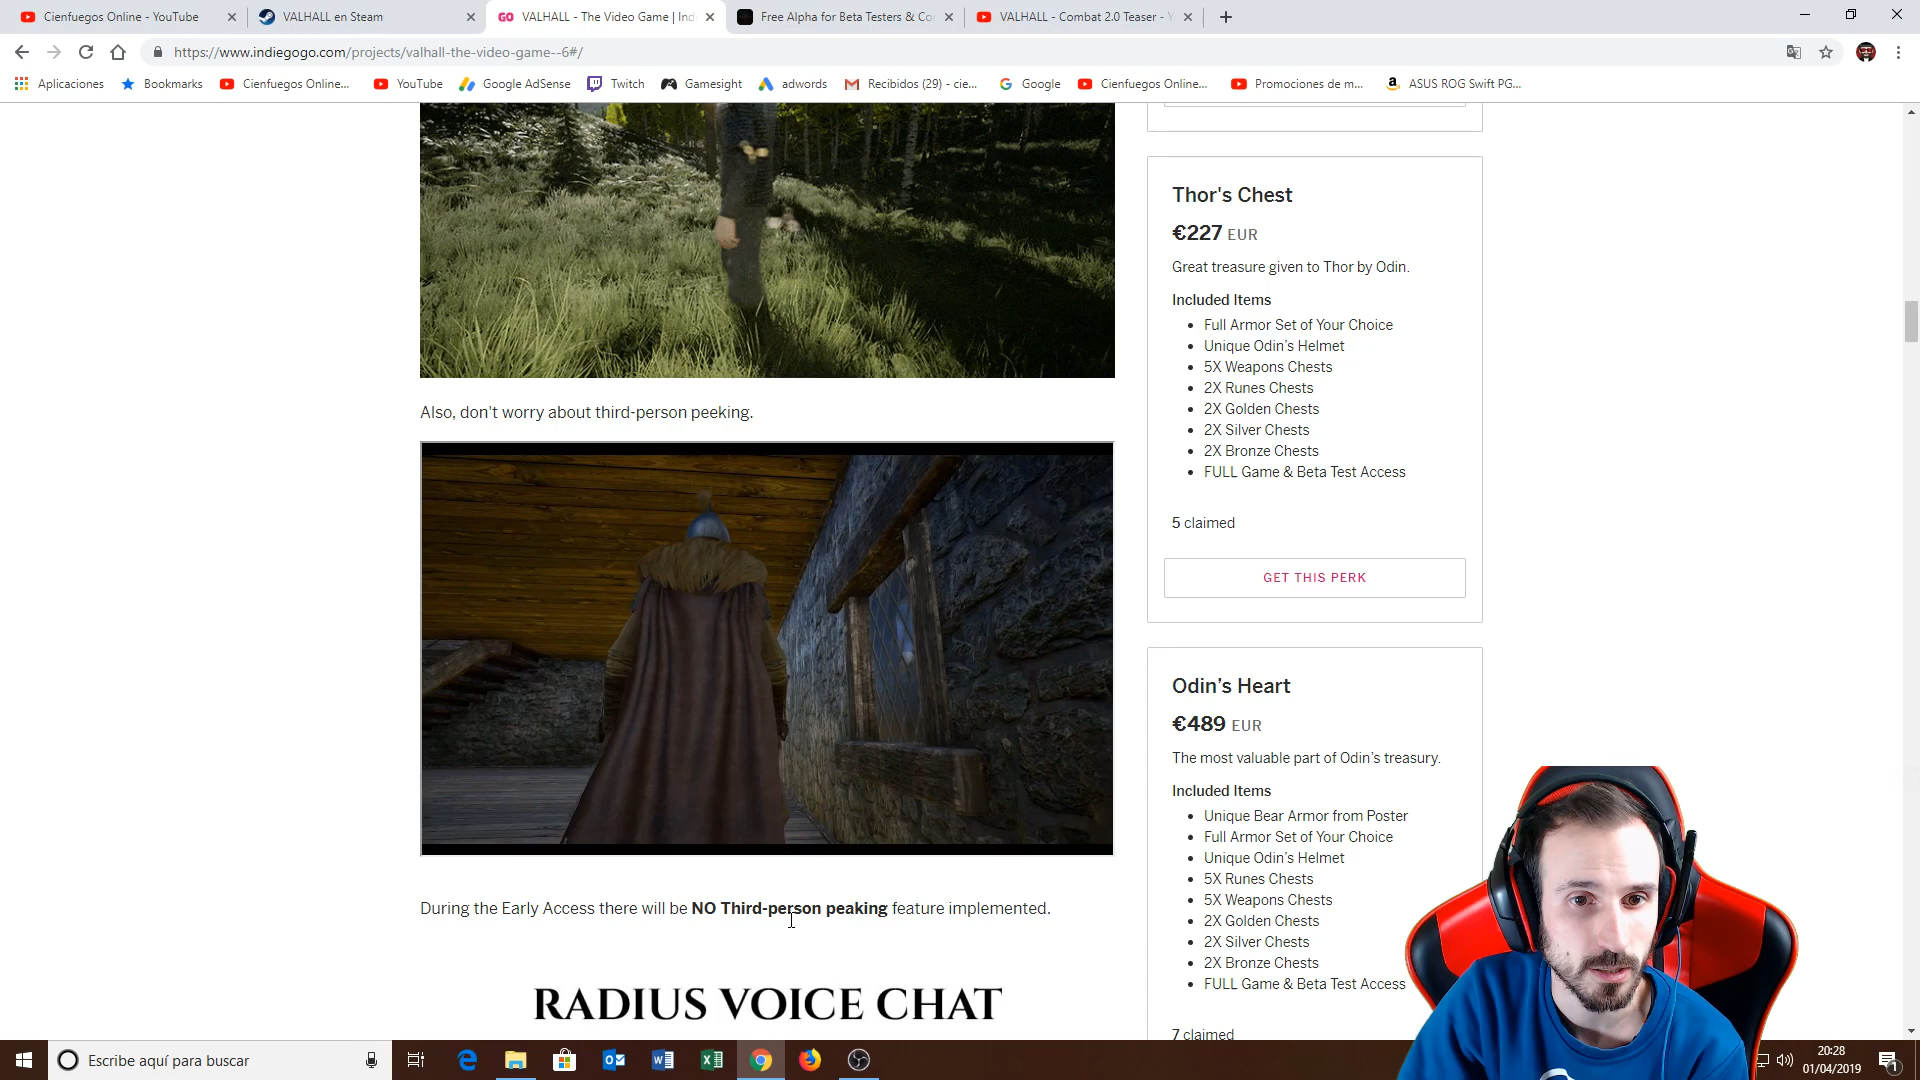 Cienfuegos Online - YouTube
VALHALL en Steam
VALHALL - The Video Game | Ind
Free Alpha for Beta Testers & Co
VALHALL - Combat 2.0 Teaser - Y
https://www.indiegogo.com/projects/valhall-the-video-game--6#/
Aplicaciones
Bookmarks
Cienfuegos Online...
YouTube
Google AdSense
Twitch
Gamesight
adwords
Recibidos (29) - cie...
Google
Cienfuegos Online...
Promociones de m...
ASUS ROG Swift PG...
Also, don't worry about third-person peeking.
During the Early Access there will be NO Third-person peaking feature implemented.
RADIUS VOICE CHAT
Thor's Chest
€227 EUR
Great treasure given to Thor by Odin.
Included Items
• Full Armor Set of Your Choice
• Unique Odin's Helmet
• 5X Weapons Chests
• 2X Runes Chests
• 2X Golden Chests
• 2X Silver Chests
• 2X Bronze Chests
• FULL Game & Beta Test Access
5 claimed
GET THIS PERK
Odin's Heart
€489 EUR
The most valuable part of Odin's treasury.
Included Items
• Unique Bear Armor from Poster
• Full Armor Set of Your Choice
• Unique Odin's Helmet
• 5X Runes Chests
• 5X Weapons Chests
• 2X Golden Chests
• 2X Silver Chests
• 2X Bronze Chests
• FULL Game & Beta Test Access
7 claimed
Escribe aquí para buscar
20:28
01/04/2019
1